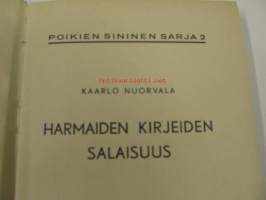 POIKIEN SININEN SARJA 2
KAARLO NUORVALA
HARMAIDEN KIRJEIDEN
SALAISUUS